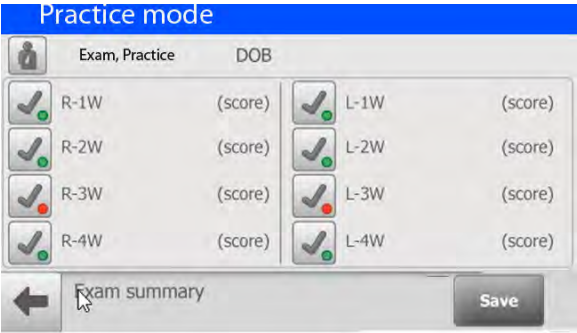 Practice mode
Exam, Practice DOB
R-1W (score) L-1W (score)
R-2W (score) L-2W (score)
R-3W (score) L-3W (score)
R-4W (score) L-4W (score)
Exam summary Save